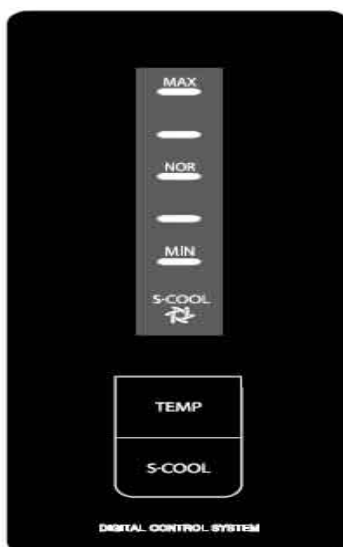 MAX
NOR
MIN
S-COOL
TEMP
S-COOL
DIGITAL CONTROL SYSTEM